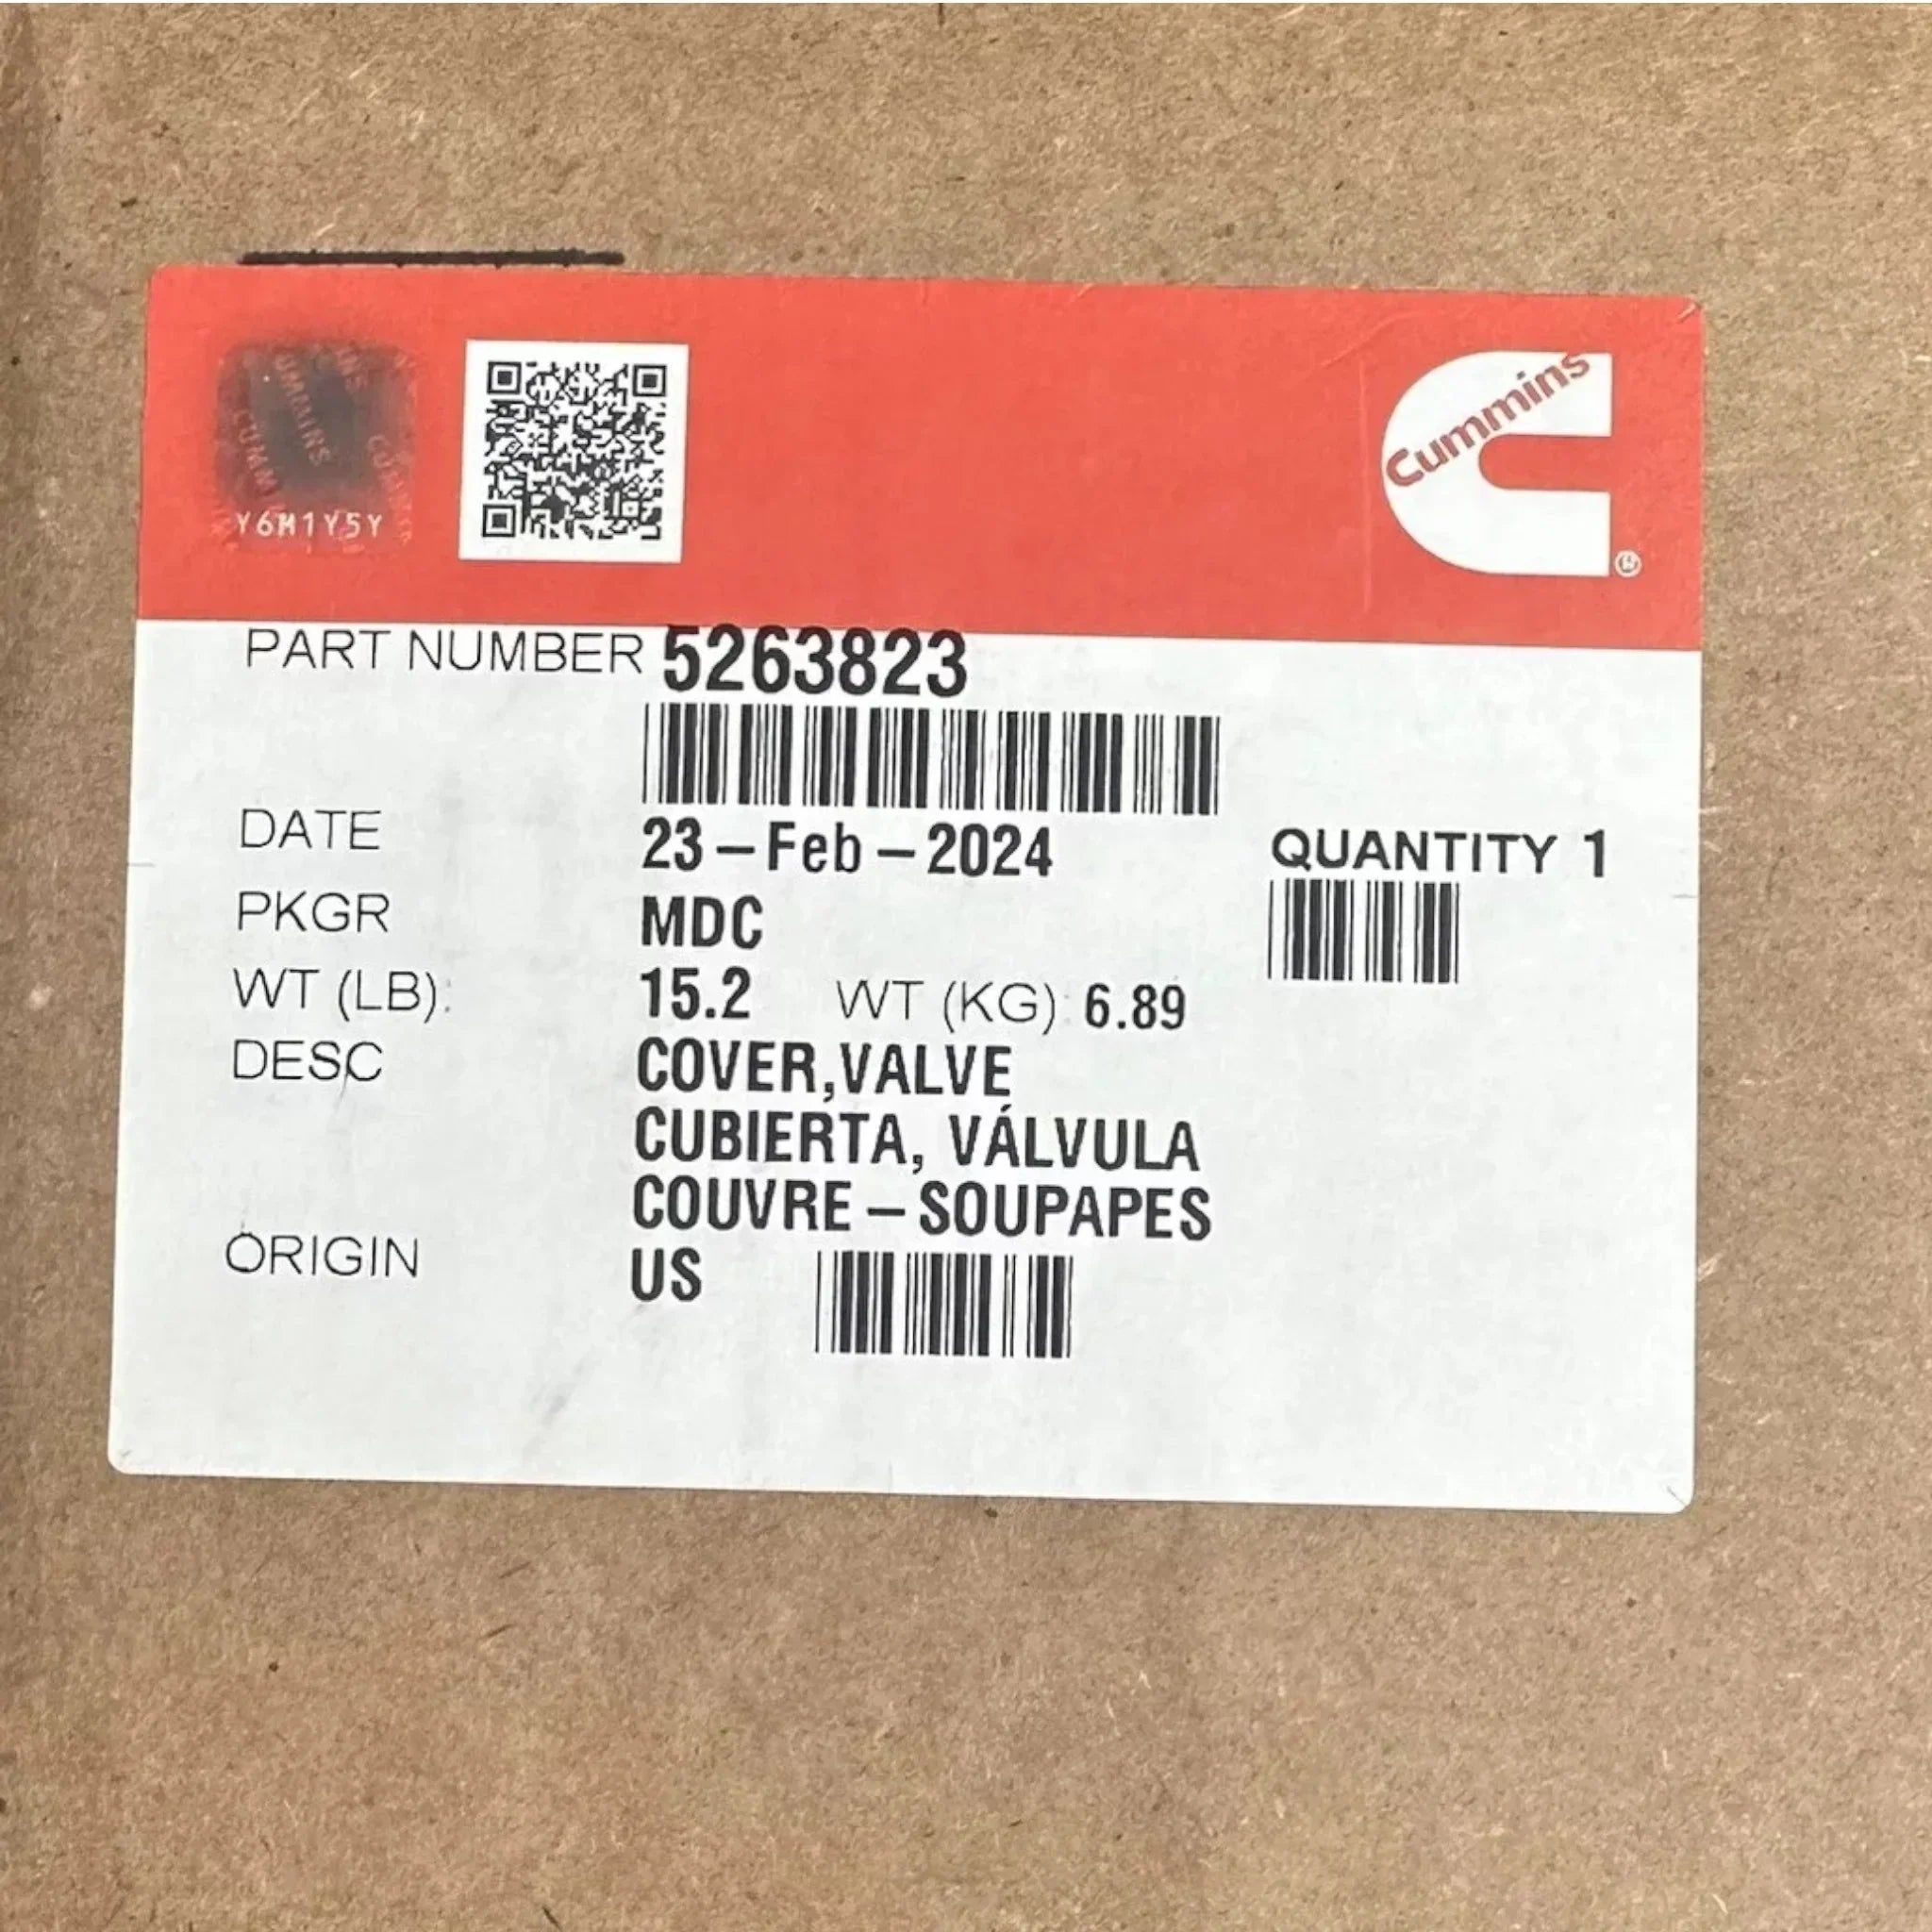 Cummins
CUMMINS
Y6M1Y5Y
PART NUMBER 5263823
DATE 23-Feb-2024 QUANTITY 1
PKGR MDC
WT (LB): 15.2 WT (KG): 6.89
DESC COVER,VALVE
CUBIERTA, VÁLVULA
COUVRE-SOUPAPES
ORIGIN US